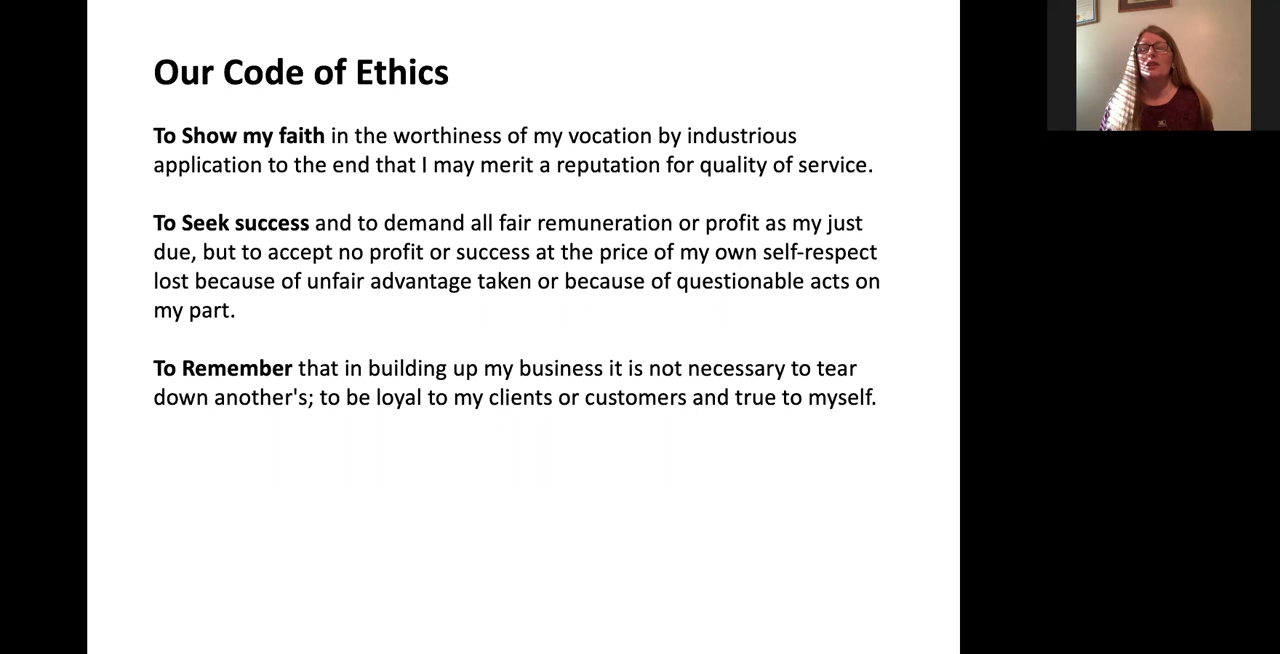 Our Code of Ethics
To Show my faith in the worthiness of my vocation by industrious
application to the end that I may merit a reputation for quality of service.
To Seek success and to demand all fair remuneration or profit as my just
due, but to accept no profit or success at the price of my own self-respect
lost because of unfair advantage taken or because of questionable acts on
my part.
To Remember that in building up my business it is not necessary to tear
down another's; to be loyal to my clients or customers and true to myself.